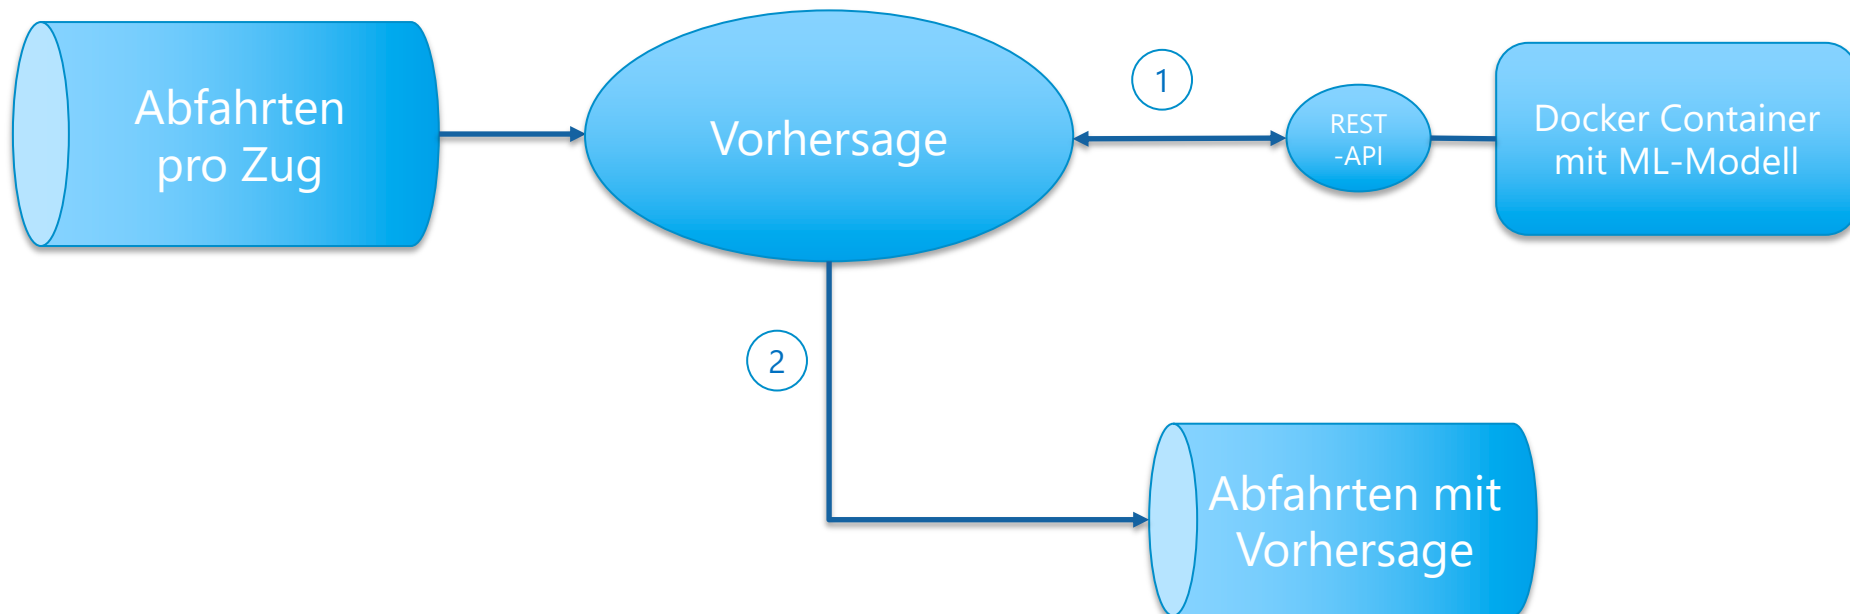 Abfahrten
pro Zug
Vorhersage
1
REST
-API
Docker Container
mit ML-Modell
2
Abfahrten mit
Vorhersage